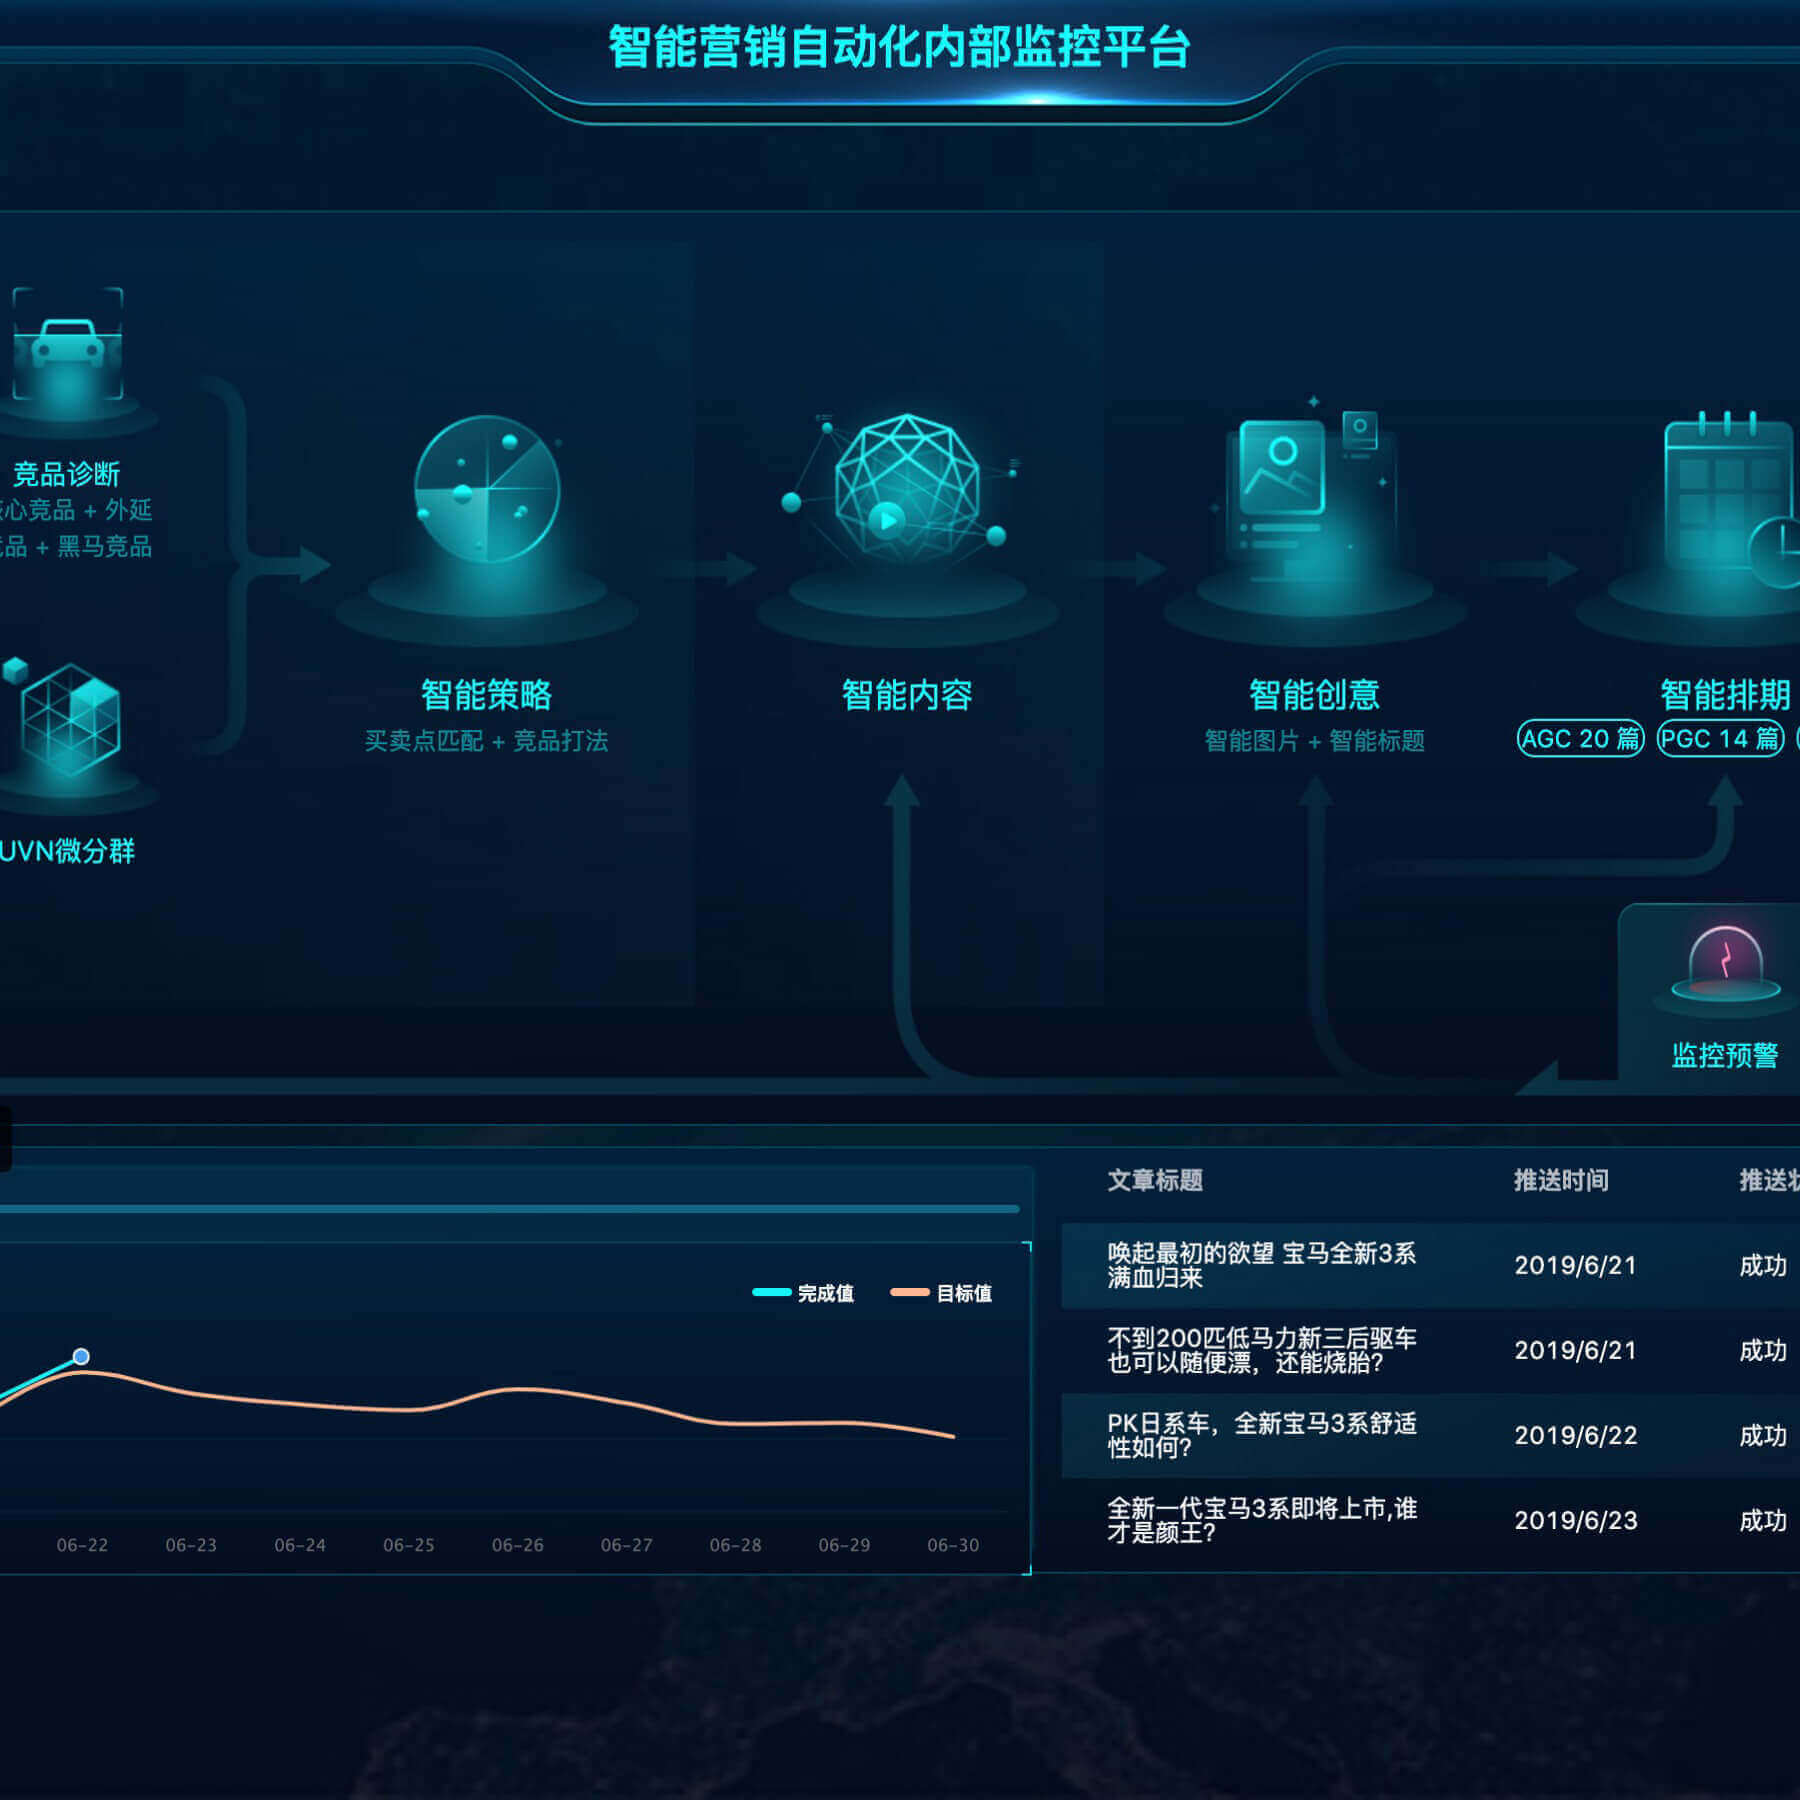 智能营销自动化内部监控平台
竞品诊断
心竞品 + 外延
品 + 黑马竞品
UVN微分群
智能策略
买卖点匹配 + 竞品打法
智能内容
智能创意
智能图片 + 智能标题
智能排期
AGC 20 篇
PGC 14 篇
监控预警
完成值
目标值
06-22
06-23
06-24
06-25
06-26
06-27
06-28
06-29
06-30
文章标题
推送时间
推送
唤起最初的欲望 宝马全新3系
满血归来
2019/6/21
成功
不到200匹低马力新三后驱车
也可以随便漂，还能烧胎?
2019/6/21
成功
PK日系车，全新宝马3系舒适
性如何?
2019/6/22
成功
全新一代宝马3系即将上市,谁
才是颜王?
2019/6/23
成功